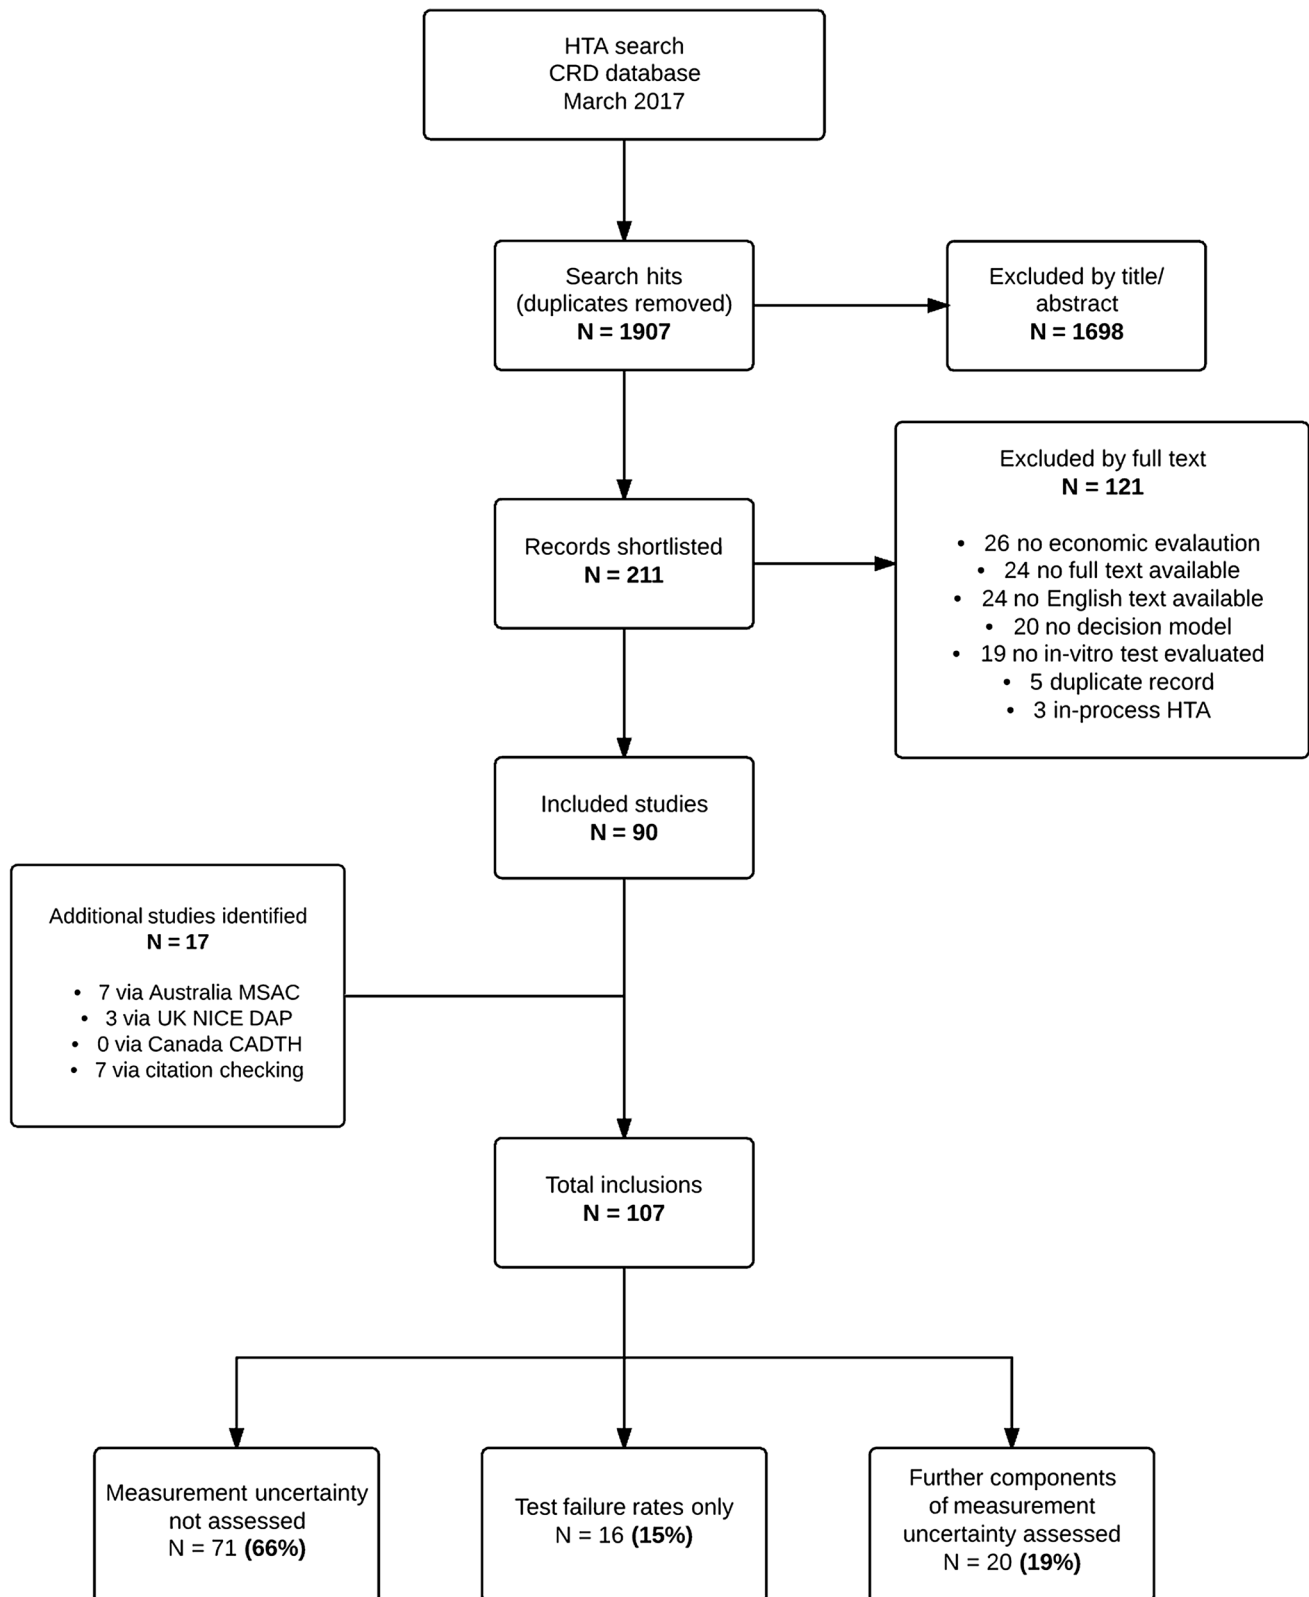 HTA search
CRD database
March 2017
Search hits
(duplicates removed)
N = 1907
Excluded by title/
abstract
N = 1698
Excluded by full text
N = 121
• 26 no economic evalaution
• 24 no full text available
• 24 no English text available
• 20 no decision model
• 19 no in-vitro test evaluated
• 5 duplicate record
• 3 in-process HTA
Records shortlisted
N = 211
Included studies
N = 90
Additional studies identified
N = 17
• 7 via Australia MSAC
• 3 via UK NICE DAP
• 0 via Canada CADTH
• 7 via citation checking
Total inclusions
N = 107
Measurement uncertainty
not assessed
N = 71 (66%)
Test failure rates only
N = 16 (15%)
Further components
of measurement
uncertainty assessed
N = 20 (19%)